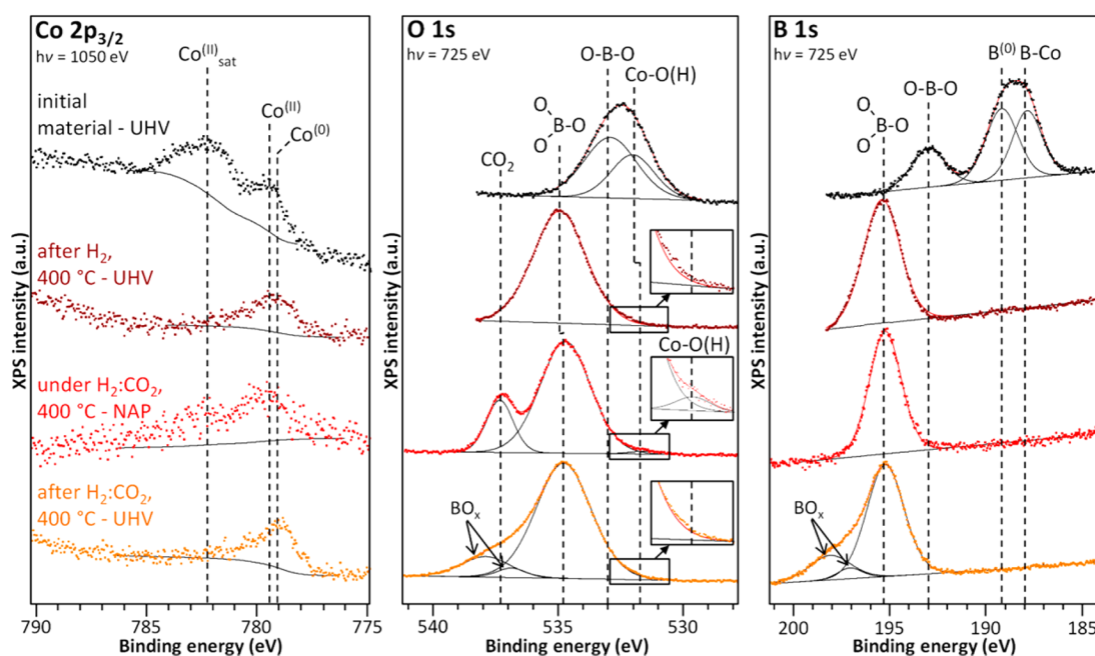 Co 2p3/2
hν = 1050 eV
Co(II)sat
Co(II)
Co(0)
initial
material - UHV
after H2,
400 °C - UHV
under H2:CO2,
400 °C - NAP
after H2:CO2,
400 °C - UHV
XPS intensity (a.u.)
790 785 780 775
Binding energy (eV)
O 1s
hν = 725 eV
O-B-O
Co-O(H)
O
B-O
O
CO2
Co-O(H)
BOx
XPS intensity (a.u.)
540 535 530
Binding energy (eV)
B 1s
hν = 725 eV
B(0) B-Co
O-B-O
O
B-O
O
BOx
XPS intensity (a.u.)
200 195 190 185
Binding energy (eV)